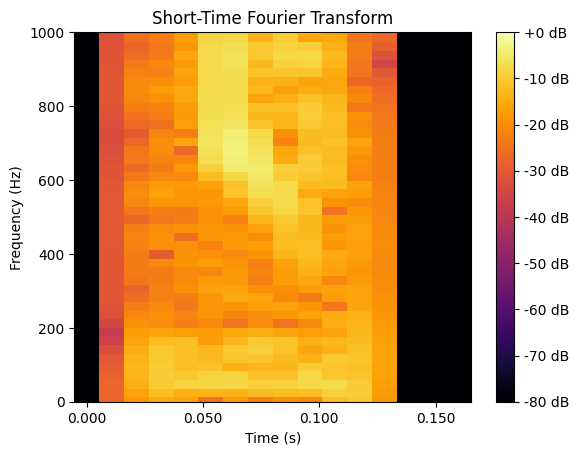 Short-Time Fourier Transform
1000
800
600
400
200
0
Frequency (Hz)
0.000
0.050
0.100
0.150
Time (s)
+0 dB
-10 dB
-20 dB
-30 dB
-40 dB
-50 dB
-60 dB
-70 dB
-80 dB